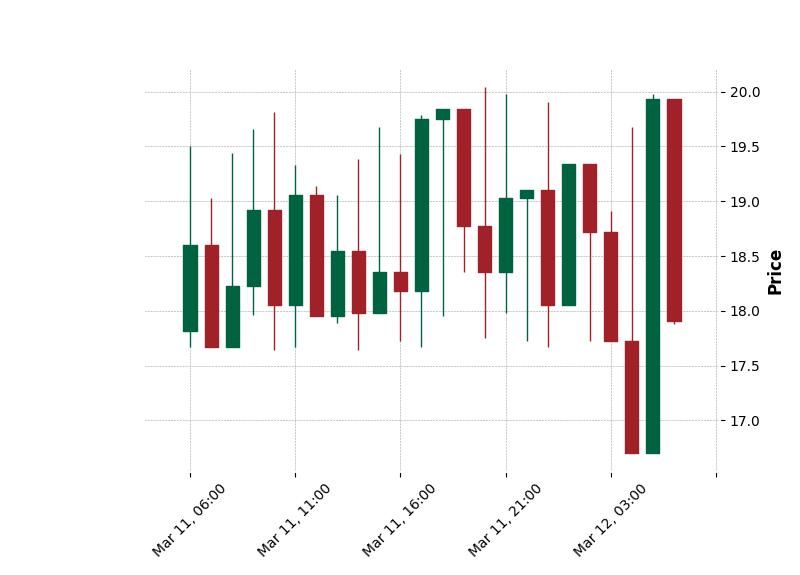 20.0
19.5
19.0
18.5
18.0
17.5
17.0
Price
Mar 11, 06:00
Mar 11, 11:00
Mar 11, 16:00
Mar 11, 21:00
Mar 12, 03:00